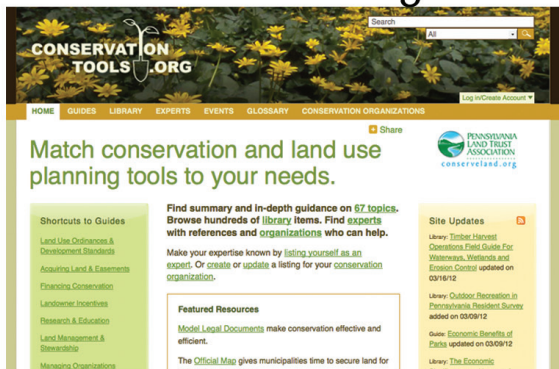 Search
All
CONSERVATION
TOOLS.ORG
Log in/Create Account
HOME GUIDES LIBRARY EXPERTS EVENTS GLOSSARY CONSERVATION ORGANIZATIONS
Share
Match conservation and land use
planning tools to your needs.
PENNSYLVANIA
LAND TRUST
ASSOCIATION
conserveland.org
Shortcuts to Guides
Land Use Ordinances &
Development Standards
Acquiring Land & Easements
Financing Conservation
Landowner Incentives
Research & Education
Land Management &
Stewardship
Managing Organizations
Find summary and in-depth guidance on 67 topics.
Browse hundreds of library items. Find experts
with references and organizations who can help.
Make your expertise known by listing yourself as an
expert. Or create or update a listing for your conservation
organization.
Featured Resources
Model Legal Documents make conservation effective and
efficient.
The Official Map gives municipalities time to secure land for
Site Updates
Library: Timber Harvest
Operations Field Guide For
Waterways, Wetlands and
Erosion Control updated on
03/16/12
Library: Outdoor Recreation in
Pennsylvania Resident Survey
added on 03/09/12
Guide: Economic Benefits of
Parks updated on 03/09/12
Library: The Economic